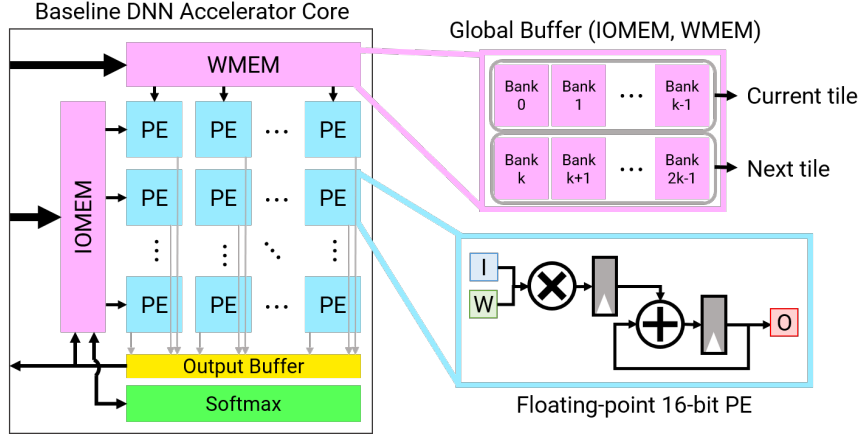 Baseline DNN Accelerator Core
WMEM
IOMEM
PE PE ... PE
PE PE ... PE
⋮ ⋮ ⋱ ⋮
PE PE ... PE
Output Buffer
Softmax
Global Buffer (IOMEM, WMEM)
Bank 0
Bank 1
...
Bank k-1
Current tile
Bank k
Bank k+1
...
Bank 2k-1
Next tile
I
W
O
Floating-point 16-bit PE